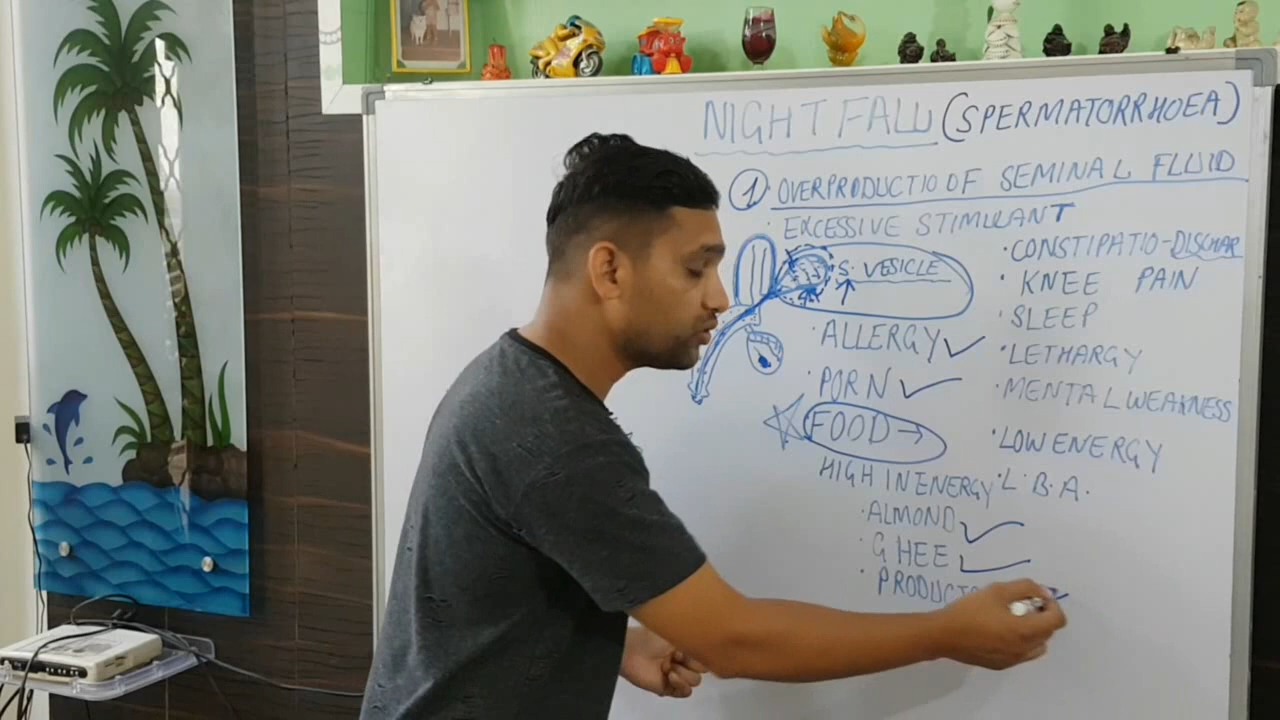 NIGHT FALL (SPERMATORRHOEA)
① OVERPRODUCTIO OF SEMINAL FLUID
· EXCESSIVE STIMULANT
S. VESICLE
· ALLERGY ✓
· PORN ✓
FOOD →
HIGH IN ENERGY
· ALMOND ✓
· GHEE ✓
· PRODUCTS
· CONSTIPATIO-DISCHAR
· KNEE PAIN
· SLEEP
· LETHARGY
· MENTAL WEAKNESS
· LOW ENERGY
· L.B.A.